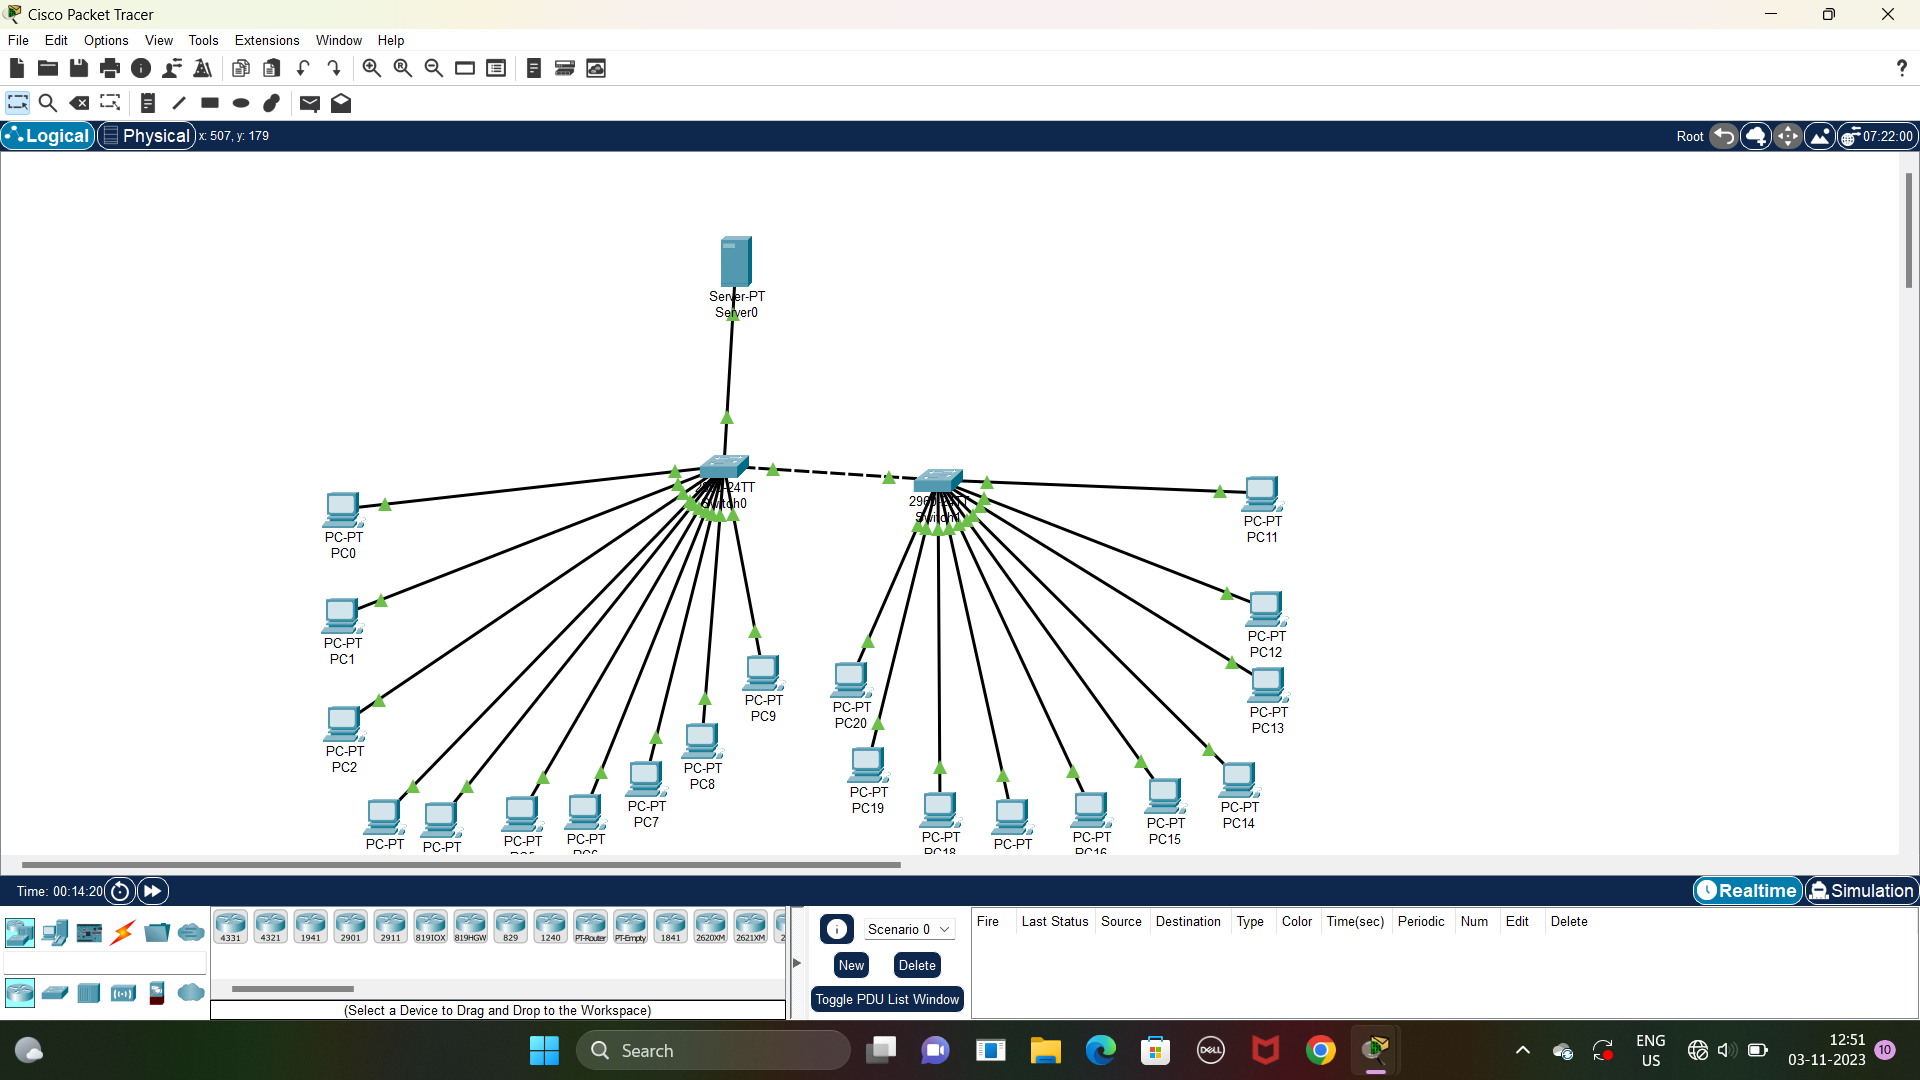 Cisco Packet Tracer
File Edit Options View Tools Extensions Window Help
?
Logical Physical x: 507, y: 179 Root 07:22:00
Server-PT
Server0
24TT
Switch0
Switch1
PC-PT
PC0
PC-PT
PC1
PC-PT
PC2
PC-PT
PC-PT
PC-PT
PC-PT
PC-PT
PC7
PC-PT
PC8
PC-PT
PC9
PC-PT
PC20
PC-PT
PC19
PC-PT
PC18
PC-PT
PC-PT
PC16
PC-PT
PC15
PC-PT
PC14
PC-PT
PC13
PC-PT
PC12
PC-PT
PC11
Time: 00:14:20 Realtime Simulation
4331 4321 1941 2901 2911 819IOX 819HGW 829 1240 PT-Router PT-Empty 1841 2620XM 2621XM
(Select a Device to Drag and Drop to the Workspace)
Scenario 0
New Delete
Toggle PDU List Window
Fire Last Status Source Destination Type Color Time(sec) Periodic Num Edit Delete
Search
DELL
ENG
US
12:51
03-11-2023
10